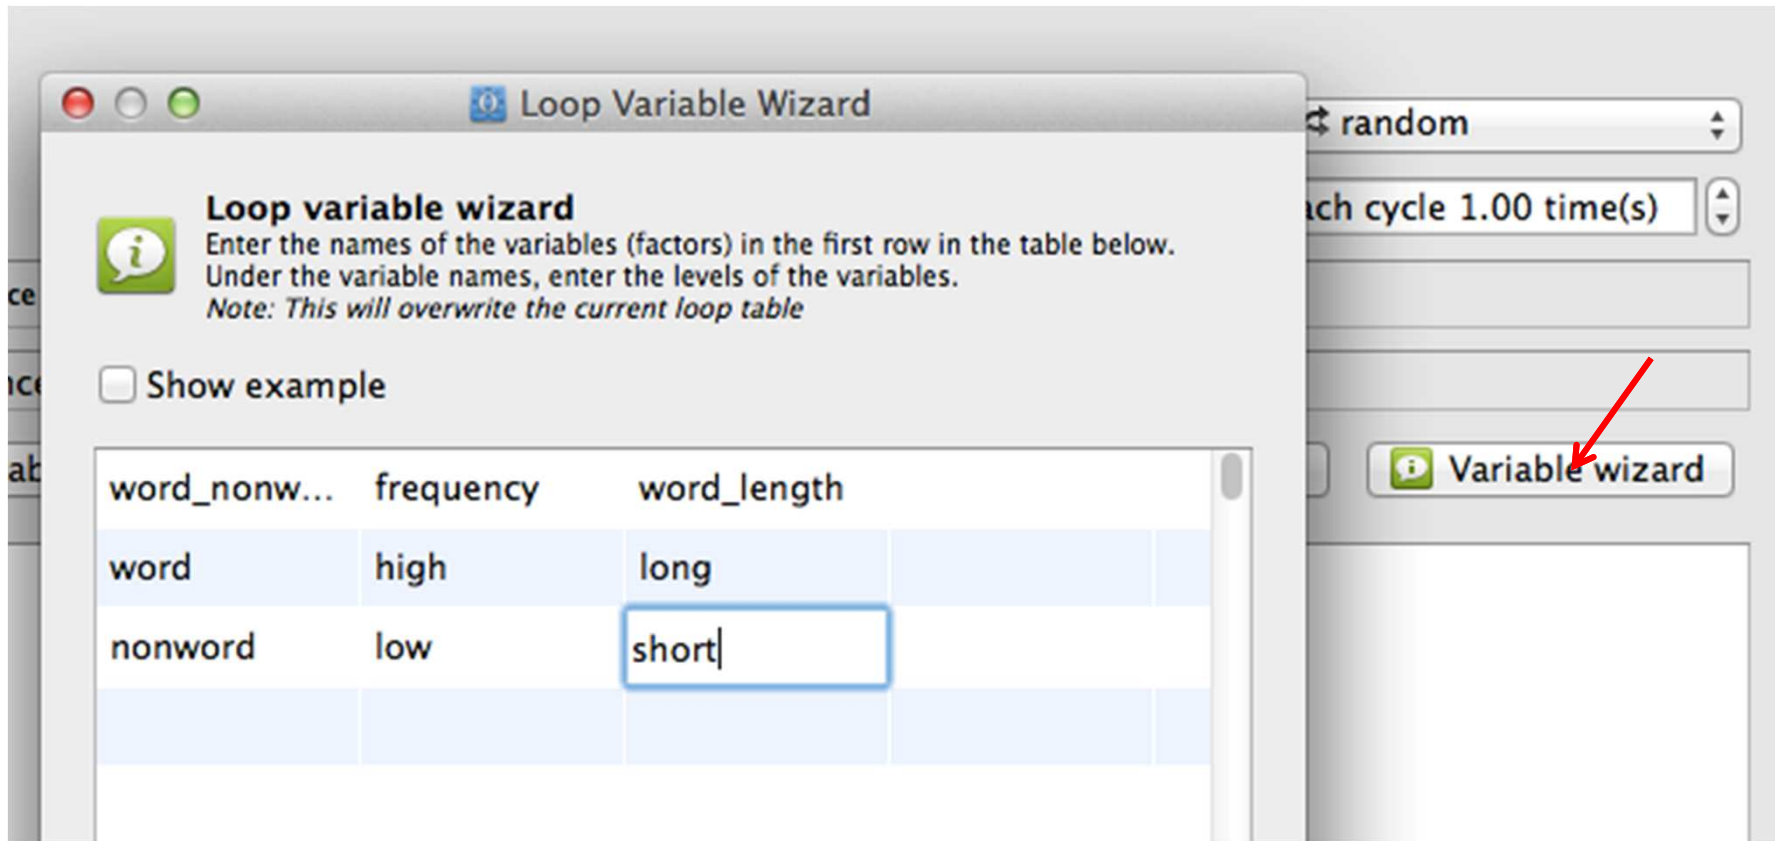 Loop Variable Wizard
random
Loop variable wizard
Enter the names of the variables (factors) in the first row in the table below.
Under the variable names, enter the levels of the variables.
Note: This will overwrite the current loop table
ach cycle 1.00 time(s)
ce
nce
Show example
ab
Variable wizard
word_nonw... frequency word_length
word high long
nonword low short